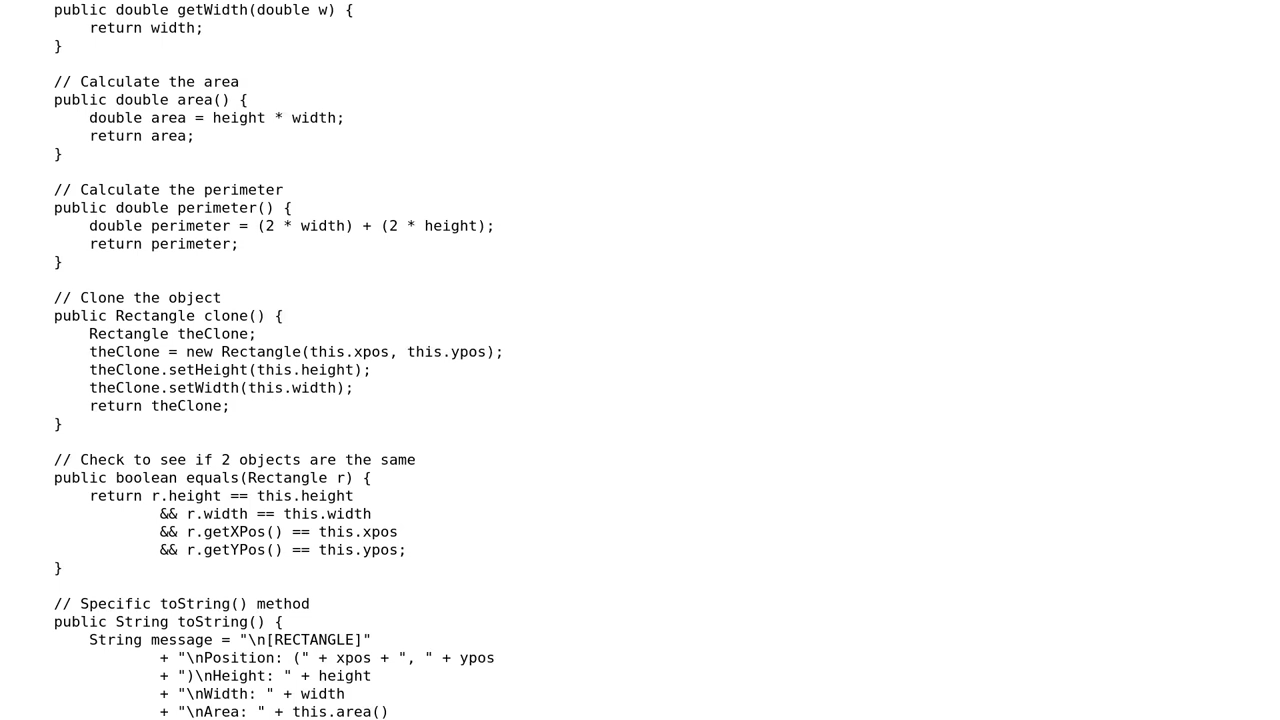 public double getWidth(double w) {
return width;
}
// Calculate the area
public double area() {
double area = height * width;
return area;
}
// Calculate the perimeter
public double perimeter() {
double perimeter = (2 * width) + (2 * height);
return perimeter;
}
// Clone the object
public Rectangle clone() {
Rectangle theClone;
theClone = new Rectangle(this.xpos, this.ypos);
theClone.setHeight(this.height);
theClone.setWidth(this.width);
return theClone;
}
// Check to see if 2 objects are the same
public boolean equals(Rectangle r) {
return r.height == this.height
&& r.width == this.width
&& r.getXPos() == this.xpos
&& r.getYPos() == this.ypos;
}
// Specific toString() method
public String toString() {
String message = "\n[RECTANGLE]"
+ "\nPosition: (" + xpos + ", " + ypos
+ ")\nHeight: " + height
+ "\nWidth: " + width
+ "\nArea: " + this.area()